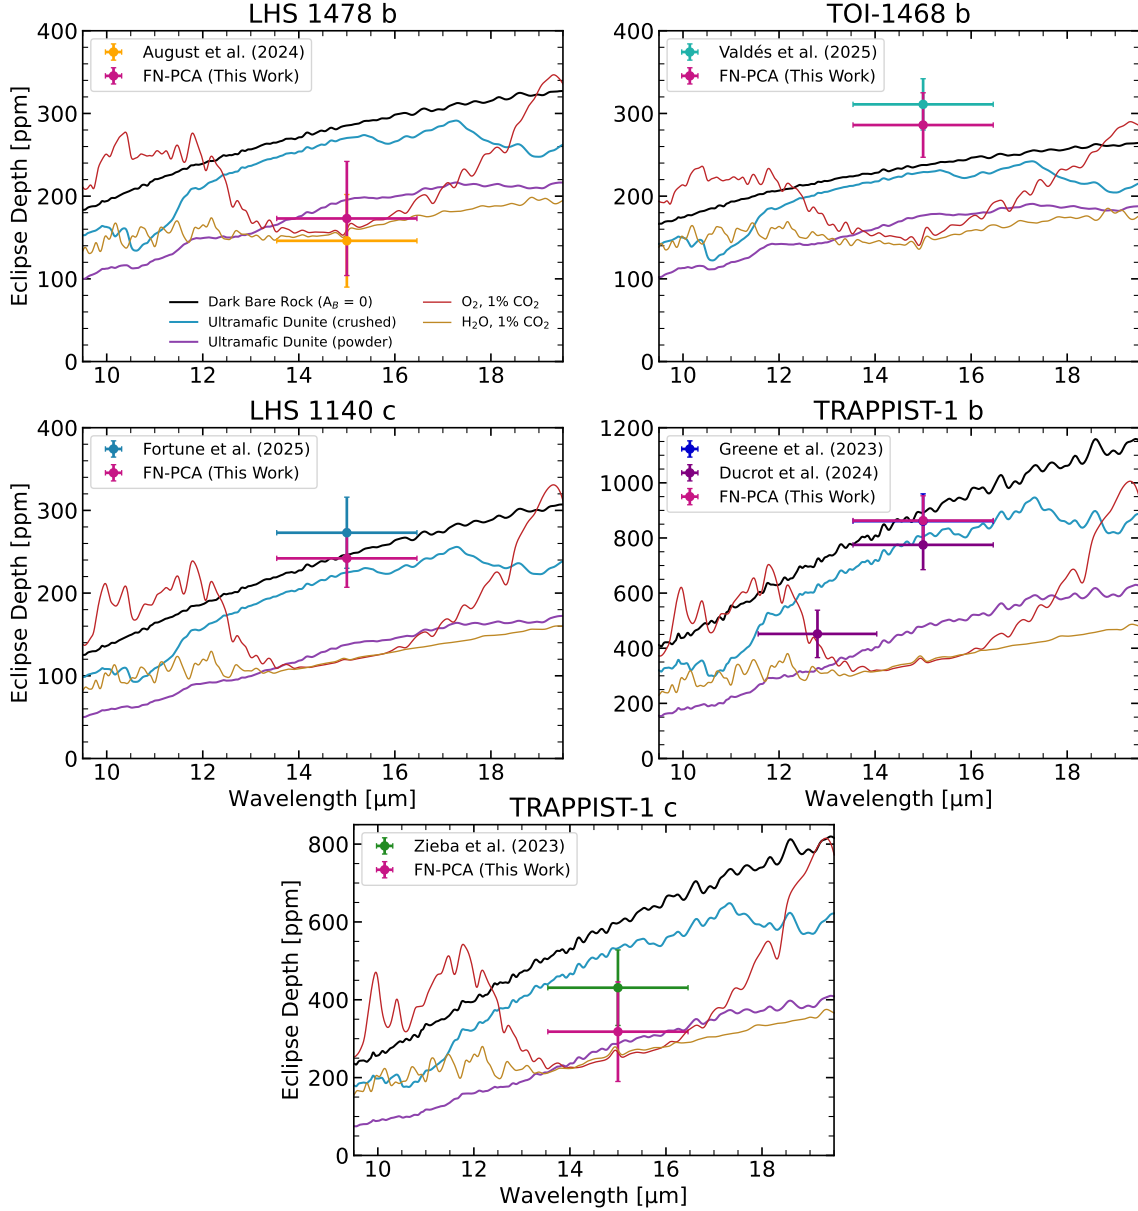 LHS 1478 b
400
300
200
100
0
Eclipse Depth [ppm]
August et al. (2024)
FN-PCA (This Work)
Dark Bare Rock (A_B = 0)
Ultramafic Dunite (crushed)
Ultramafic Dunite (powder)
O₂, 1% CO₂
H₂O, 1% CO₂
10 12 14 16 18
TOI-1468 b
400
300
200
100
0
Valdés et al. (2025)
FN-PCA (This Work)
10 12 14 16 18
LHS 1140 c
400
300
200
100
0
Eclipse Depth [ppm]
Fortune et al. (2025)
FN-PCA (This Work)
10 12 14 16 18
Wavelength [μm]
TRAPPIST-1 b
1200
1000
800
600
400
200
0
Greene et al. (2023)
Ducrot et al. (2024)
FN-PCA (This Work)
10 12 14 16 18
Wavelength [μm]
TRAPPIST-1 c
800
600
400
200
0
Eclipse Depth [ppm]
Zieba et al. (2023)
FN-PCA (This Work)
10 12 14 16 18
Wavelength [μm]